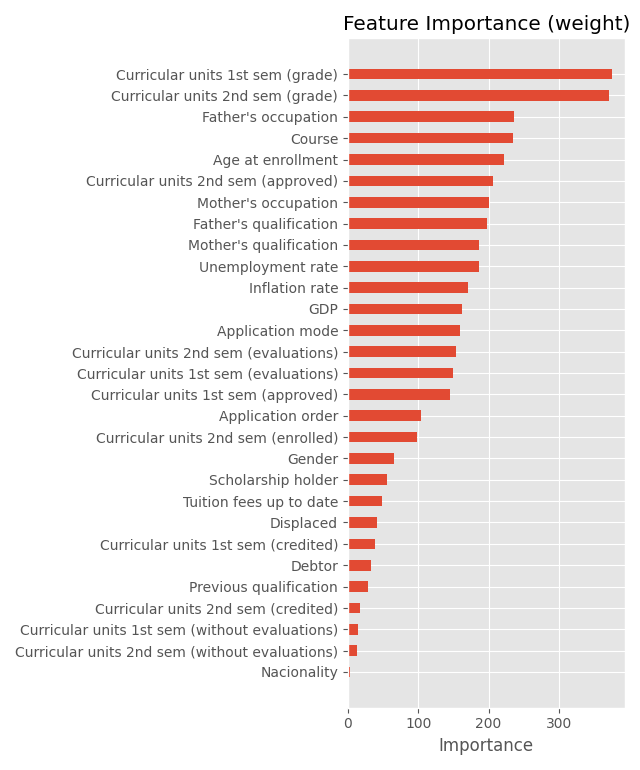 Feature Importance (weight)
Curricular units 1st sem (grade)
Curricular units 2nd sem (grade)
Father's occupation
Course
Age at enrollment
Curricular units 2nd sem (approved)
Mother's occupation
Father's qualification
Mother's qualification
Unemployment rate
Inflation rate
GDP
Application mode
Curricular units 2nd sem (evaluations)
Curricular units 1st sem (evaluations)
Curricular units 1st sem (approved)
Application order
Curricular units 2nd sem (enrolled)
Gender
Scholarship holder
Tuition fees up to date
Displaced
Curricular units 1st sem (credited)
Debtor
Previous qualification
Curricular units 2nd sem (credited)
Curricular units 1st sem (without evaluations)
Curricular units 2nd sem (without evaluations)
Nacionality
0 100 200 300
Importance